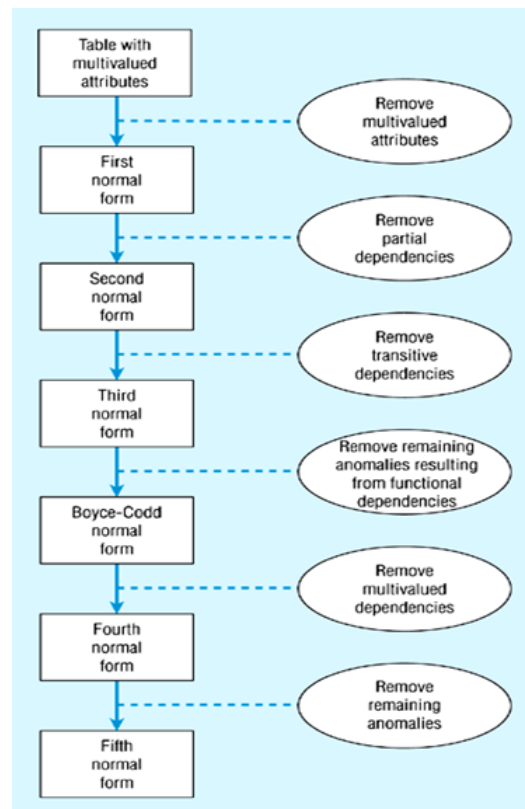 Table with
multivalued
attributes
Remove
multivalued
attributes
First
normal
form
Remove
partial
dependencies
Second
normal
form
Remove
transitive
dependencies
Third
normal
form
Remove remaining
anomalies resulting
from functional
dependencies
Boyce-Codd
normal
form
Remove
multivalued
dependencies
Fourth
normal
form
Remove
remaining
anomalies
Fifth
normal
form